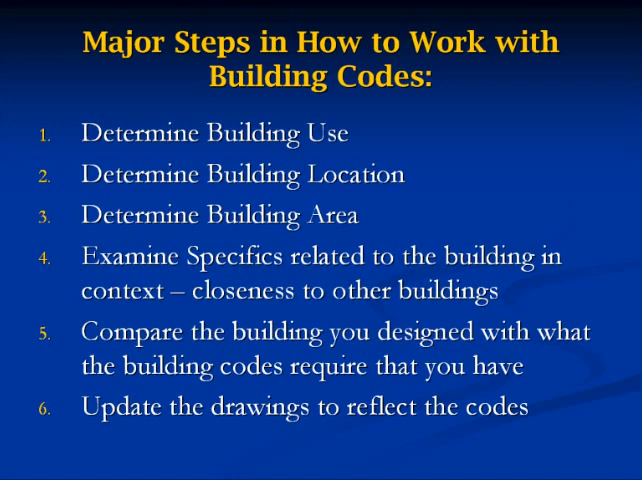 Major Steps in How to Work with
Building Codes:
1. Determine Building Use
2. Determine Building Location
3. Determine Building Area
4. Examine Specifics related to the building in
context – closeness to other buildings
5. Compare the building you designed with what
the building codes require that you have
6. Update the drawings to reflect the codes